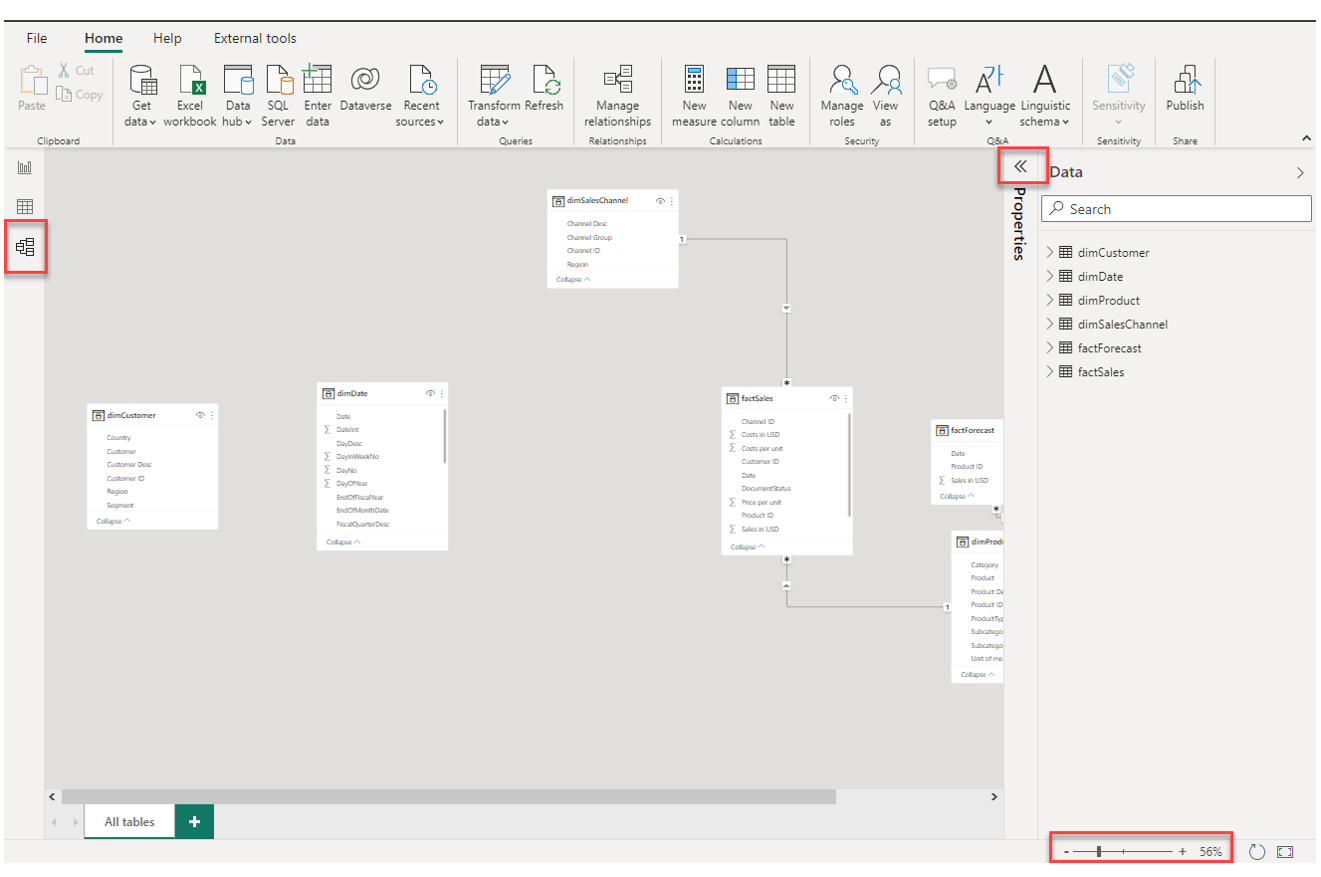 File Home Help External tools
Paste
Cut
Copy
Get data
Excel workbook
Data hub
SQL Server
Enter data
Dataverse
Recent sources
Transform data
Refresh
Manage relationships
New measure
New column
New table
Manage roles
View as
Q&A setup
Language
Linguistic schema
Sensitivity
Publish
Clipboard Data Queries Relationships Calculations Security Q&A Sensitivity Share
dimSalesChannel
Channel Desc
Channel Group
Channel ID
Region
Collapse
1
*
dimCustomer
Country
Customer
Customer Desc
Customer ID
Region
Segment
Collapse
dimDate
Date
Σ DateInt
DayDesc
Σ DayInWeekNo
Σ DayNo
Σ DayOfYear
EndOfFiscalYear
EndOfMonthDate
FiscalQuarterDesc
Collapse
factSales
Channel ID
Σ Costs in USD
Σ Costs per unit
Customer ID
Date
DocumentStatus
Σ Price per unit
Product ID
Σ Sales in USD
Collapse
*
1
factForecast
Date
Product ID
Σ Sales in USD
Collapse
*
dimProd
Category
Product
Product De
Product ID
ProductTyp
Subcatego
Subcatego
Unit of me
Collapse
Properties
Data
Search
dimCustomer
dimDate
dimProduct
dimSalesChannel
factForecast
factSales
All tables +
- + 56%